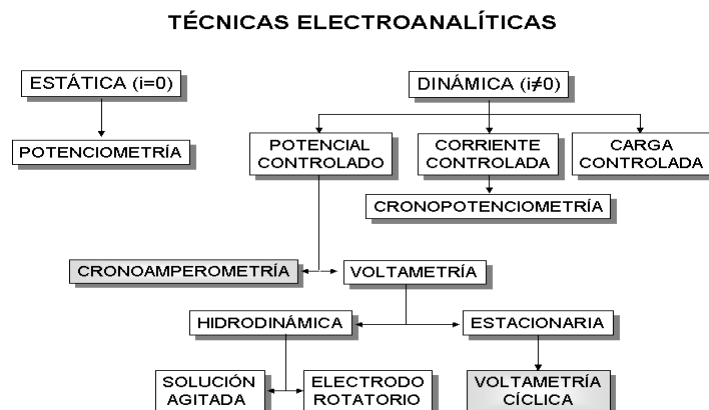 TÉCNICAS ELECTROANALÍTICAS
ESTÁTICA (i=0)
DINÁMICA (i≠0)
POTENCIOMETRÍA
POTENCIAL
CONTROLADO
CORRIENTE
CONTROLADA
CARGA
CONTROLADA
CRONOPOTENCIOMETRÍA
CRONOAMPEROMETRÍA
VOLTAMETRÍA
HIDRODINÁMICA
ESTACIONARIA
SOLUCIÓN
AGITADA
ELECTRODO
ROTATORIO
VOLTAMETRÍA
CÍCLICA